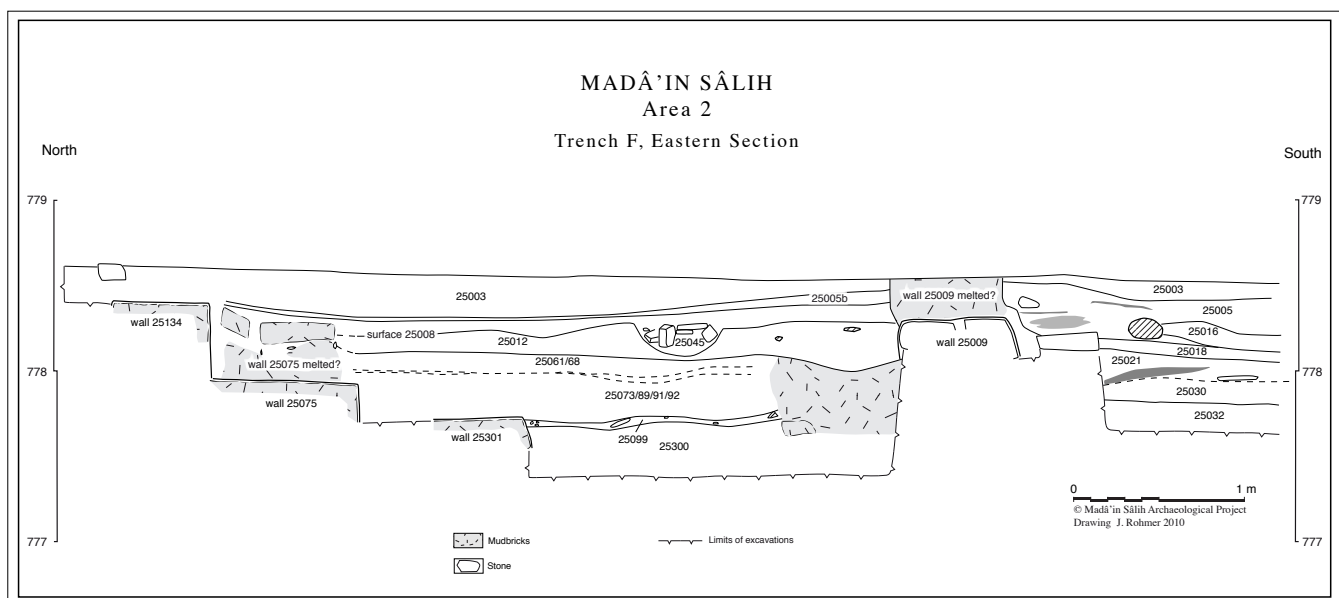 MADÂ’IN SÂLIH
Area 2
Trench F, Eastern Section
North
South
779
779
25003
25005b
wall 25009 melted?
25003
wall 25134
surface 25008
25012
25045
wall 25009
25005
25016
25018
wall 25075 melted?
25061/68
25021
778
778
wall 25075
25073/89/91/92
25030
25032
wall 25301
25099
25300
0
1 m
© Madâ’in Sâlih Archaeological Project
Drawing J. Rohmer 2010
777
777
Mudbricks
Limits of excavations
Stone